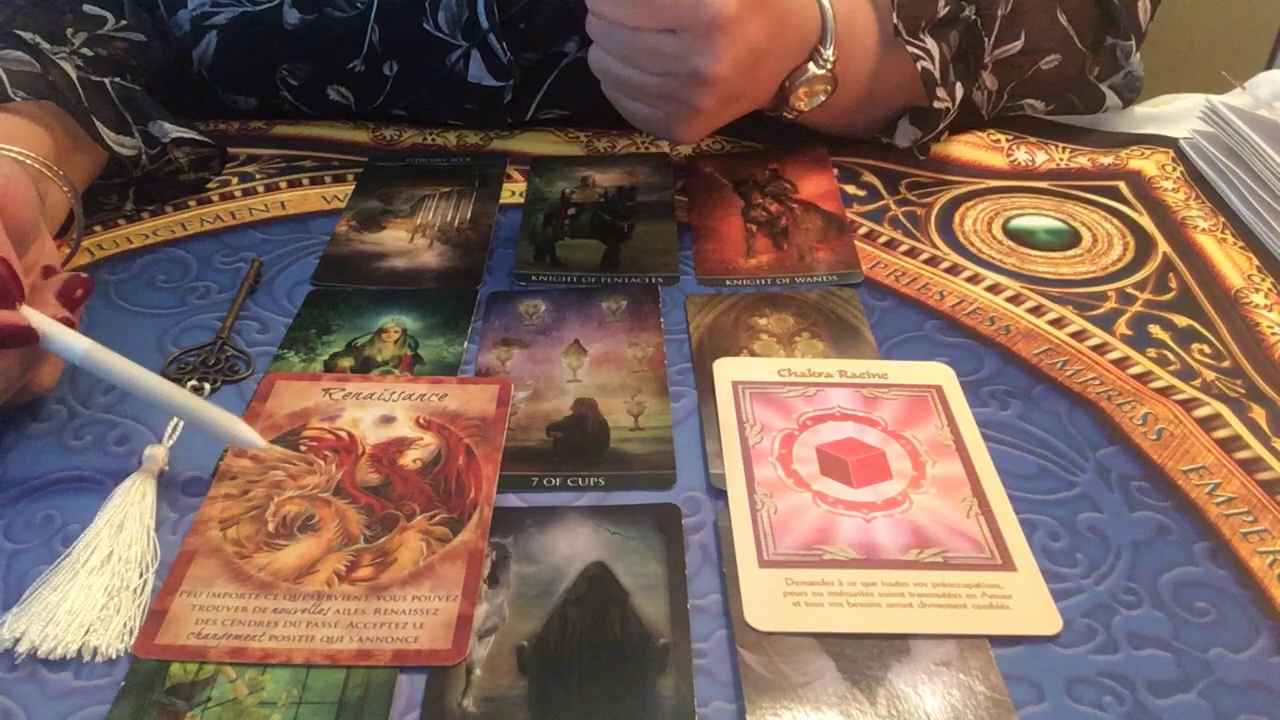 JUDGEMENT W
KNIGHT OF PENTACLES
KNIGHT OF WANDS
PRIESTESS EMPRESS EMPER
7 OF CUPS
Renaissance
PEU IMPORTE CE QUI SURVIENT, VOUS POUVEZ
TROUVER DE nouvelles AILES. RENAISSEZ
DES CENDRES DU PASSÉ. ACCEPTEZ LE
changement POSITIF QUI S'ANNONCE
Chakra Racine
Demandez à ce que toutes vos préoccupations,
peurs ou insécurités soient transmutées en Amour
et tous vos besoins seront divinement comblés.